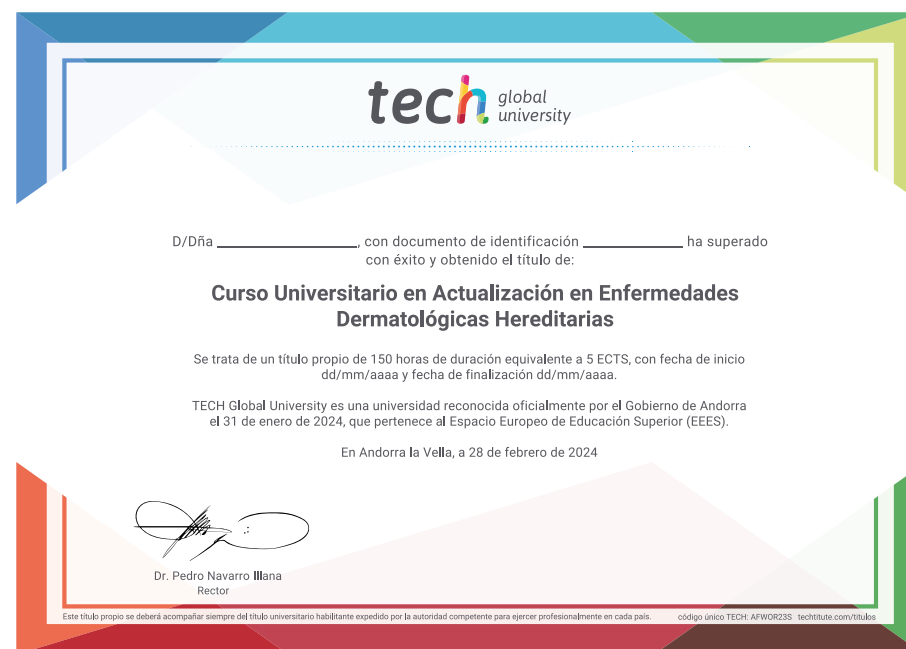 tech global university
D/Dña ________________, con documento de identificación ____________ ha superado
con éxito y obtenido el título de:
Curso Universitario en Actualización en Enfermedades
Dermatológicas Hereditarias
Se trata de un título propio de 150 horas de duración equivalente a 5 ECTS, con fecha de inicio
dd/mm/aaaa y fecha de finalización dd/mm/aaaa.
TECH Global University es una universidad reconocida oficialmente por el Gobierno de Andorra
el 31 de enero de 2024, que pertenece al Espacio Europeo de Educación Superior (EEES).
En Andorra la Vella, a 28 de febrero de 2024
Dr. Pedro Navarro Illana
Rector
Este título propio se deberá acompañar siempre del título universitario habilitante expedido por la autoridad competente para ejercer profesionalmente en cada país. código único TECH: AFWOR23S techtitute.com/titulos